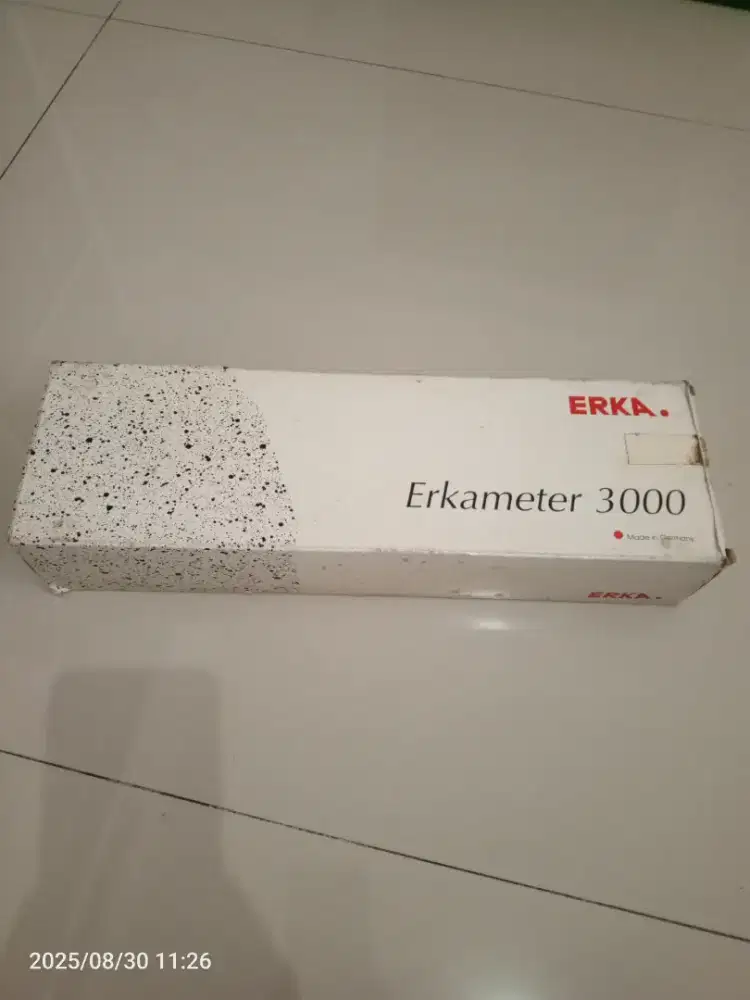 ERKA.
Erkameter 3000
Made in Germany
ERKA.
2025/08/30 11:26